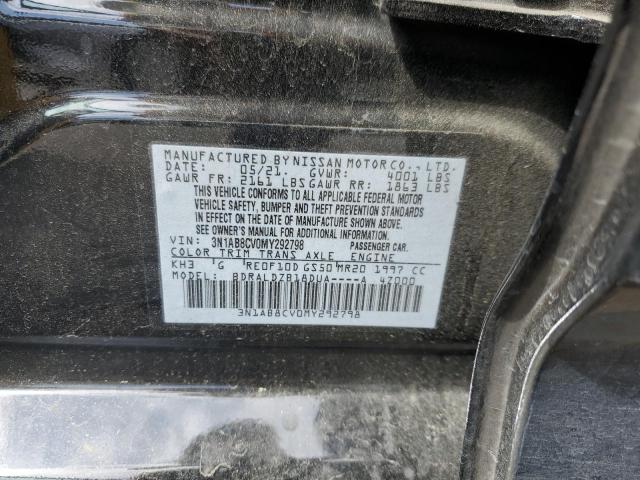 MANUFACTURED BY NISSAN MOTOR CO., LTD.
DATE: 05/21. GVWR: 4001 LBS
GAWR FR: 2161 LBS GAWR RR: 1863 LBS
THIS VEHICLE CONFORMS TO ALL APPLICABLE FEDERAL MOTOR
VEHICLE SAFETY, BUMPER AND THEFT PREVENTION STANDARDS
IN EFFECT ON THE DATE OF MANUFACTURE SHOWN ABOVE.
SEE OWNER'S MANUAL
VIN: 3N1AB8CV0MY292798 PASSENGER CAR.
COLOR TRIM TRANS AXLE ENGINE
KH3 G RE0F10D GS50 MR20 1997 CC
BDRALDZB18DUA----A 47000
3N1AB8CV0MY292798